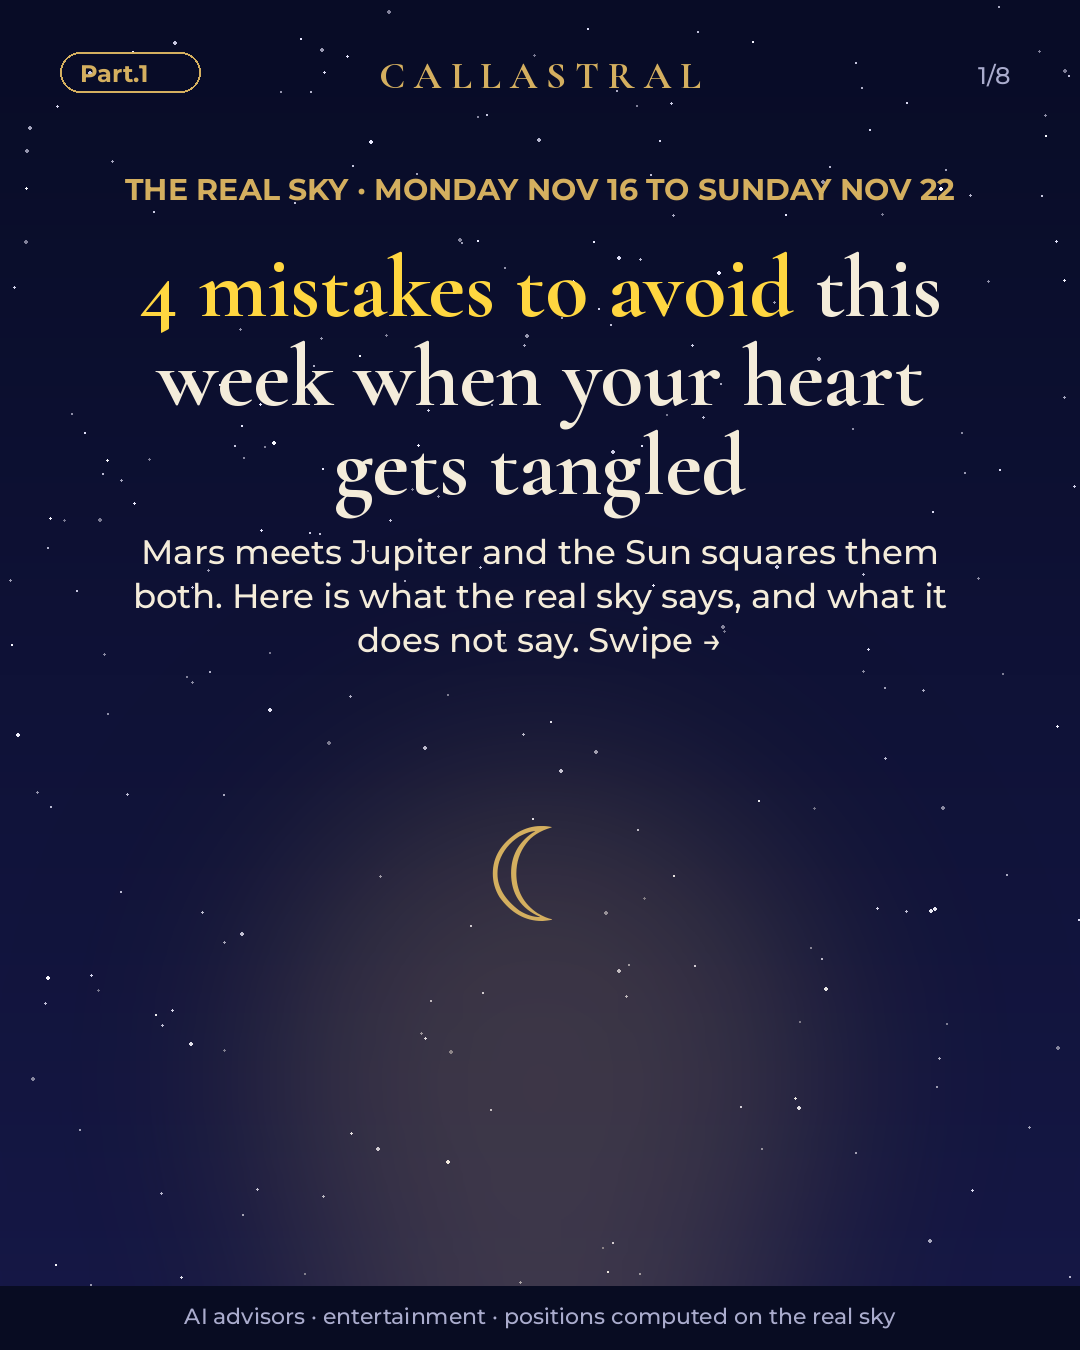 Part.1
CALLASTRAL
1/8
THE REAL SKY · MONDAY NOV 16 TO SUNDAY NOV 22
4 mistakes to avoid this
week when your heart
gets tangled
Mars meets Jupiter and the Sun squares them
both. Here is what the real sky says, and what it
does not say. Swipe →
AI advisors · entertainment · positions computed on the real sky